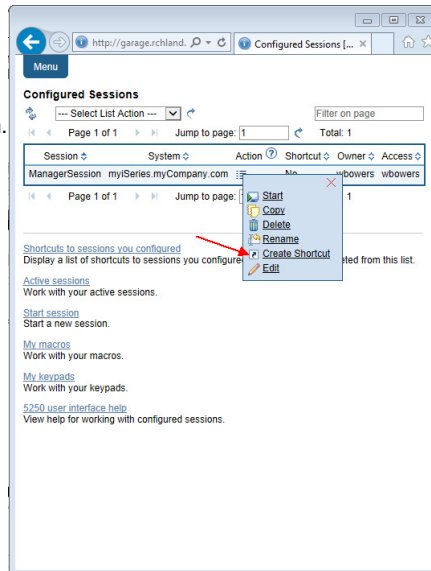 http://garage.rchland.
Configured Sessions [...
Menu
Configured Sessions
--- Select List Action ---
Filter on page
Page 1 of 1
Jump to page: 1
Total: 1
Session
System
Action
Shortcut
Owner
Access
ManagerSession
myiSeries.myCompany.com
No
wbowers
wbowers
Page 1 of 1
Jump to page:
1
Start
Copy
Delete
Rename
Create Shortcut
Edit
Shortcuts to sessions you configured
Display a list of shortcuts to sessions you configure eted from this list.
Active sessions
Work with your active sessions.
Start session
Start a new session.
My macros
Work with your macros.
My keypads
Work with your keypads.
5250 user interface help
View help for working with configured sessions.